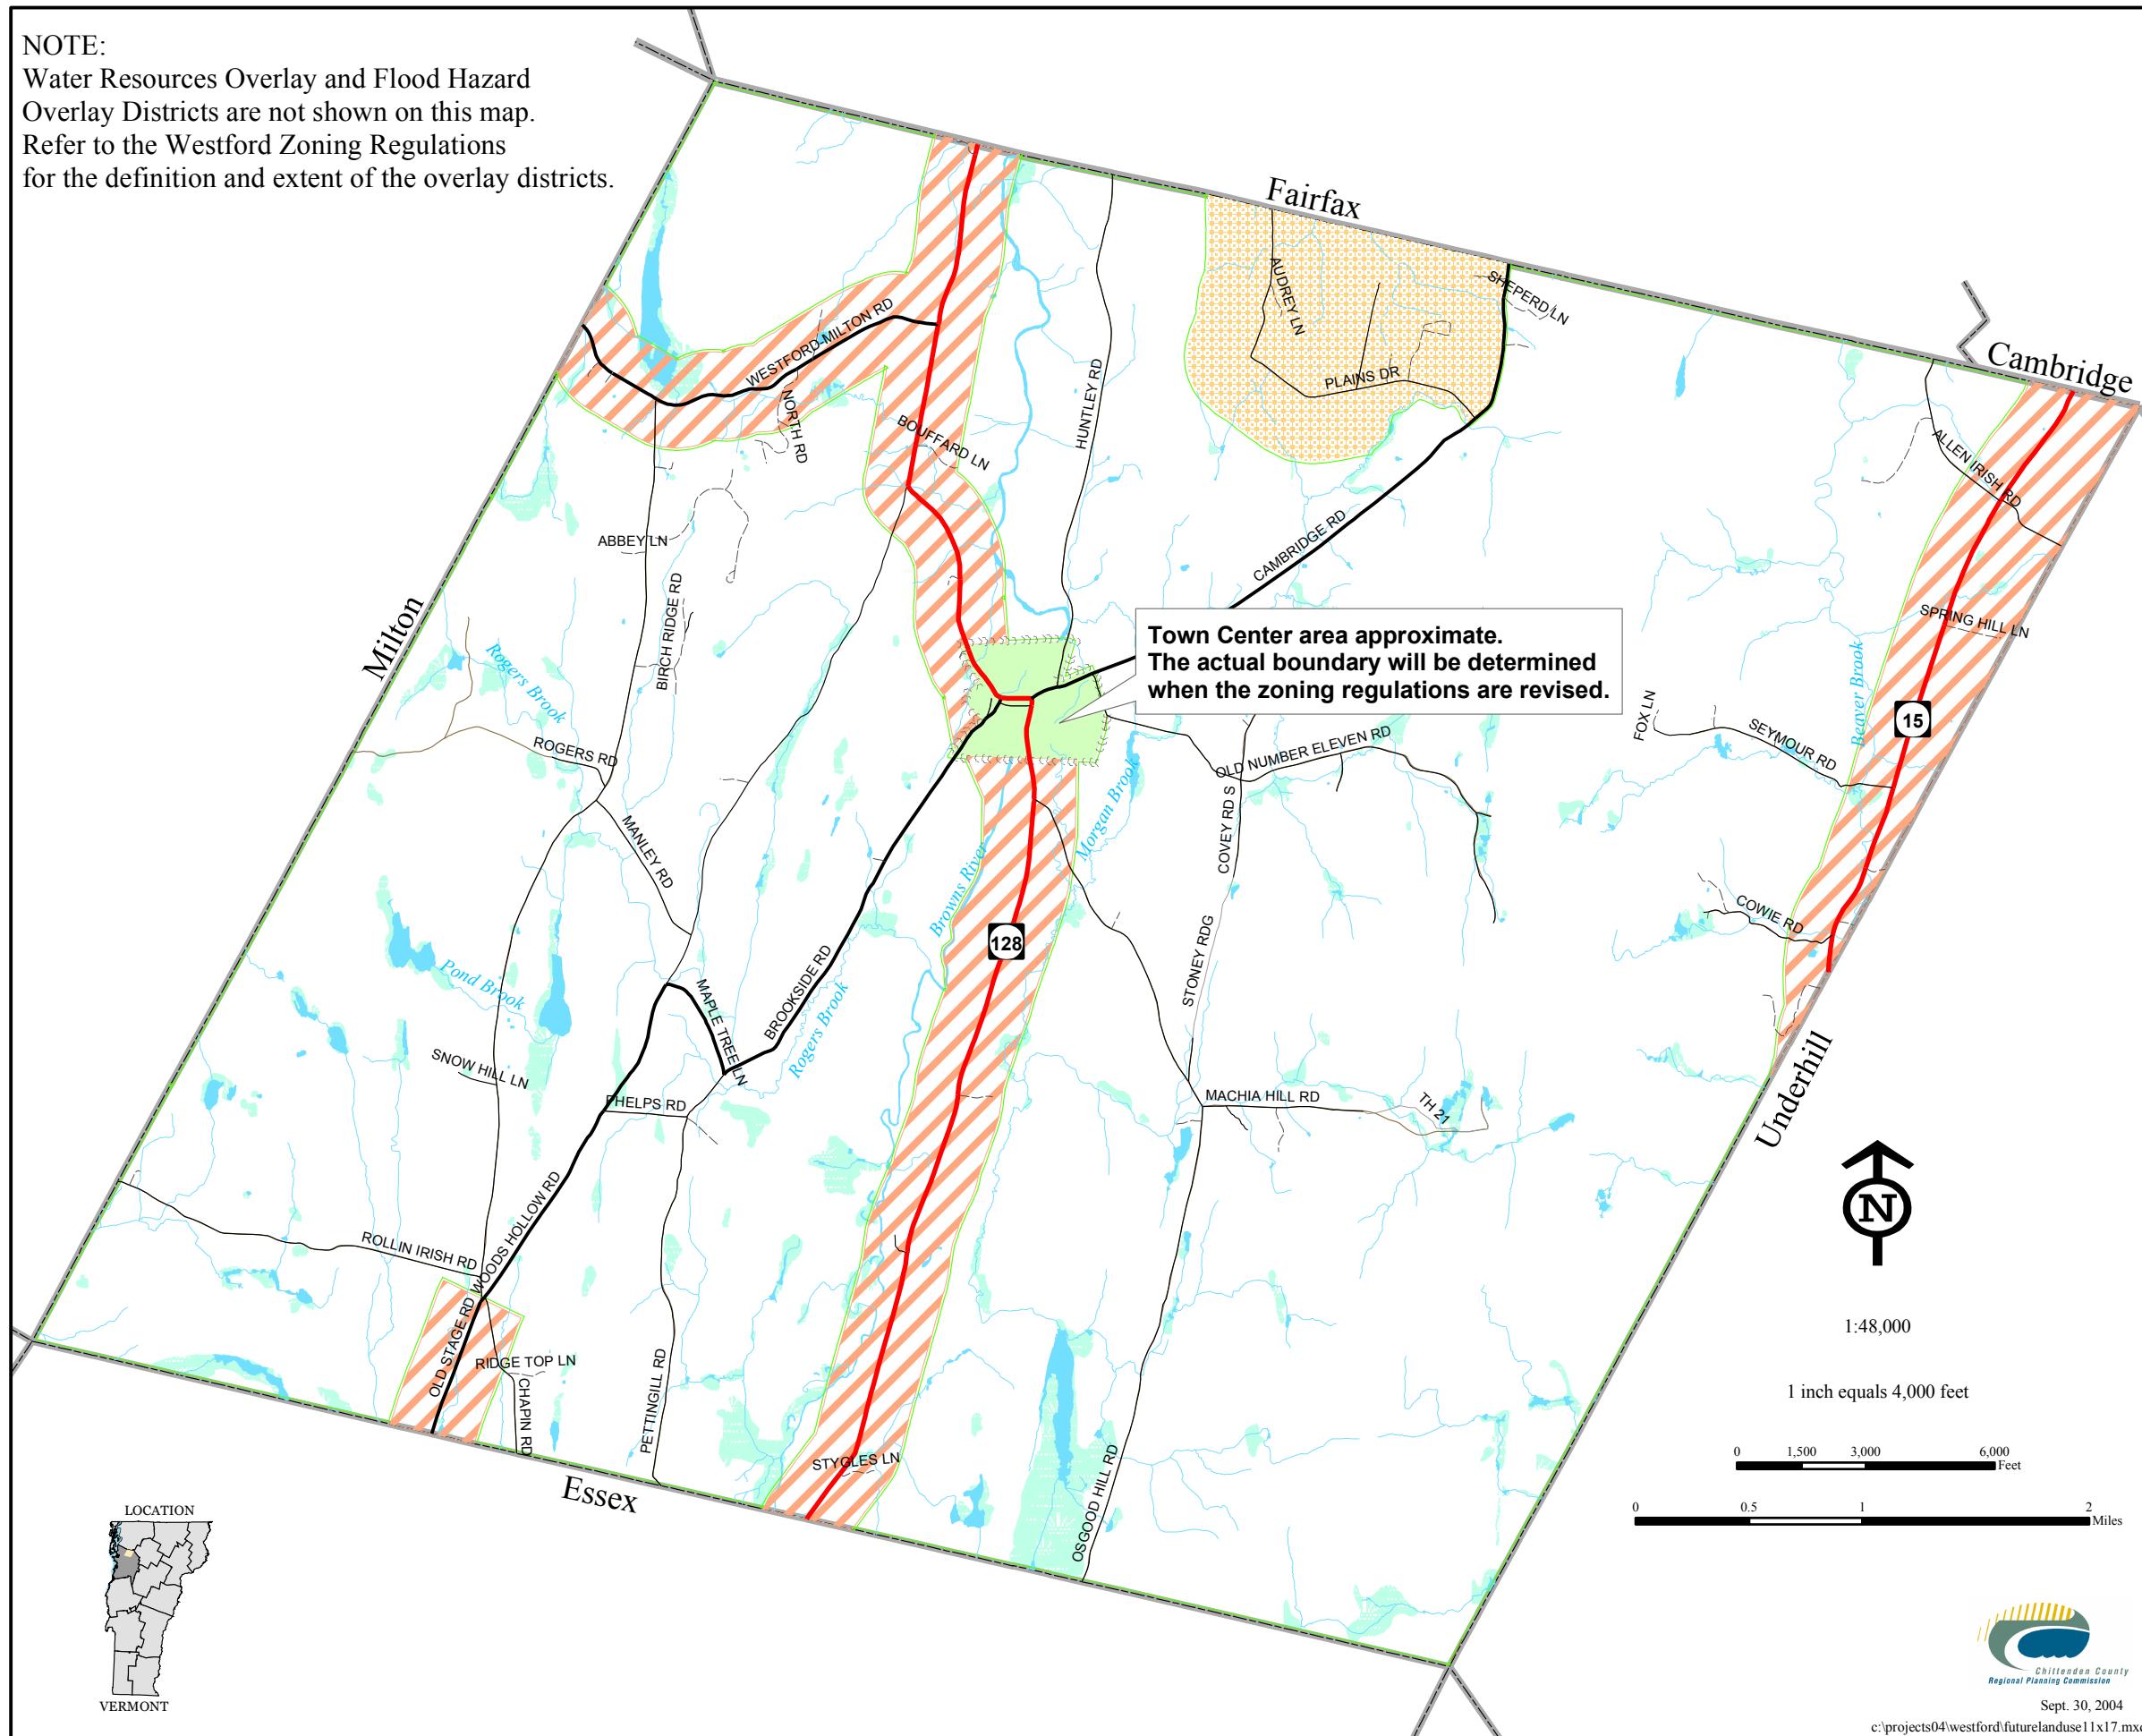 NOTE:
Water Resources Overlay and Flood Hazard
Overlay Districts are not shown on this map.
Refer to the Westford Zoning Regulations
for the definition and extent of the overlay districts.
Fairfax
Cambridge
Milton
Underhill
Essex
SHEPERD LN
AUDREY LN
PLAINS DR
WESTFORD-MILTON RD
NORTH RD
HUNTLEY RD
BOUFFARD LN
ALLEN IRISH RD
ABBEY LN
CAMBRIDGE RD
BIRCH RIDGE RD
SPRING HILL LN
Town Center area approximate.
The actual boundary will be determined
when the zoning regulations are revised.
Rogers Brook
Beaver Brook
FOX LN
SEYMOUR RD
15
ROGERS RD
OLD NUMBER ELEVEN RD
Morgan Brook
COVEY RD S
MANLEY RD
Browns River
COWIE RD
128
STONEY RDG
Pond Brook
BROOKSIDE RD
MAPLE TREE LN
Rogers Brook
SNOW HILL LN
PHELPS RD
MACHIA HILL RD
TH 21
WOODS HOLLOW RD
ROLLIN IRISH RD
OLD STAGE RD
RIDGE TOP LN
CHAPIN RD
PETTINGILL RD
STYGLES LN
OSGOOD HILL RD
N
1:48,000
1 inch equals 4,000 feet
0 1,500 3,000 6,000
Feet
0 0.5 1 2
Miles
LOCATION
VERMONT
Chittenden County
Regional Planning Commission
Sept. 30, 2004
c:\projects04\westford\futurelanduse11x17.mxd